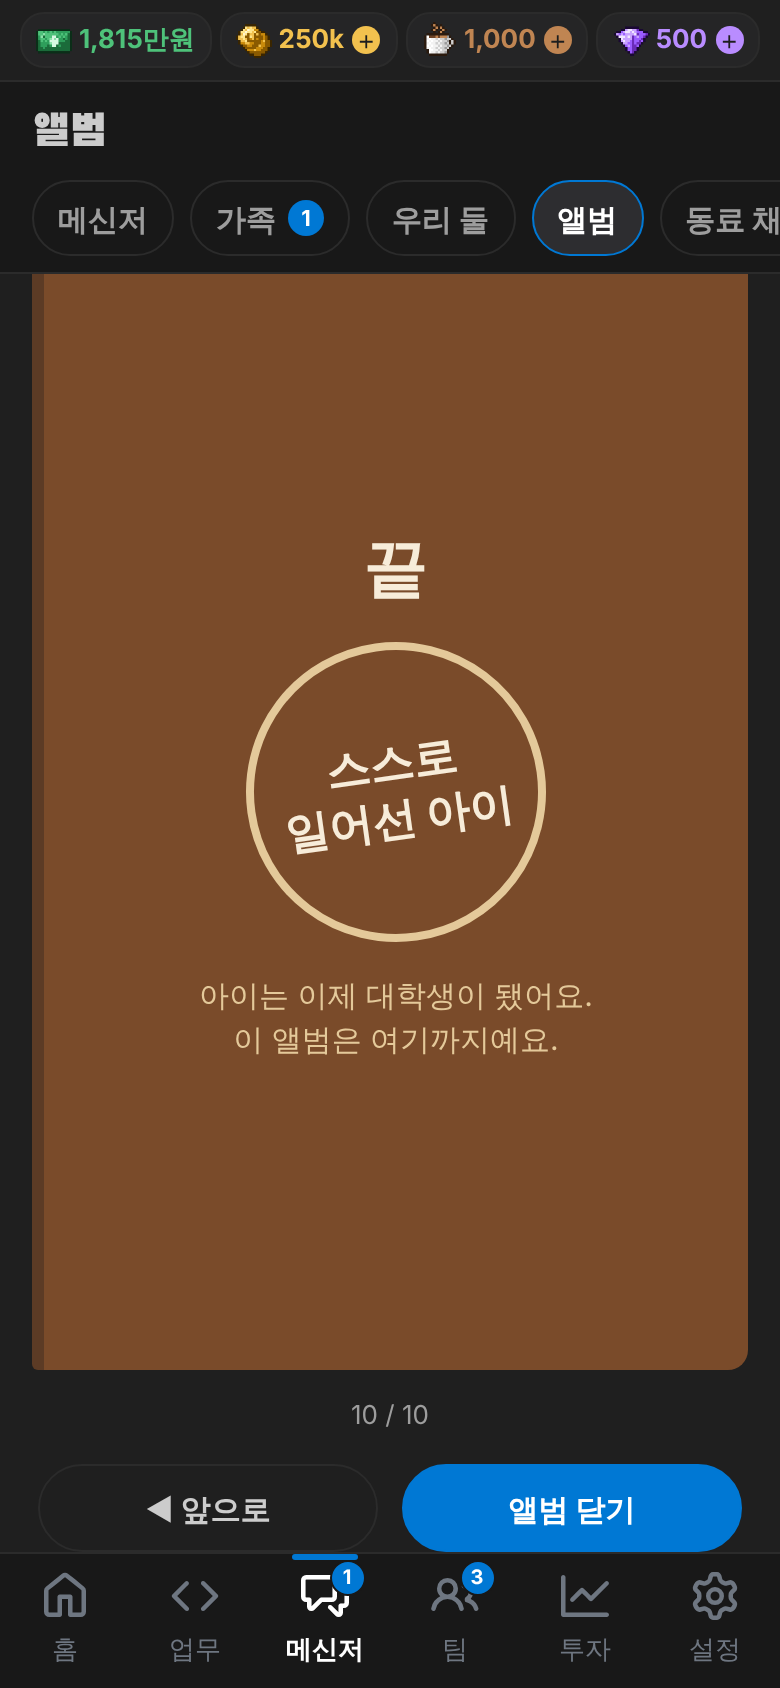 1,815만원
250k +
1,000 +
500 +
앨범
메신저
가족 1
우리 둘
앨범
동료 채
끝
스스로
일어선 아이
아이는 이제 대학생이 됐어요.
이 앨범은 여기까지예요.
10 / 10
◀ 앞으로
앨범 닫기
1
3
홈
업무
메신저
팀
투자
설정